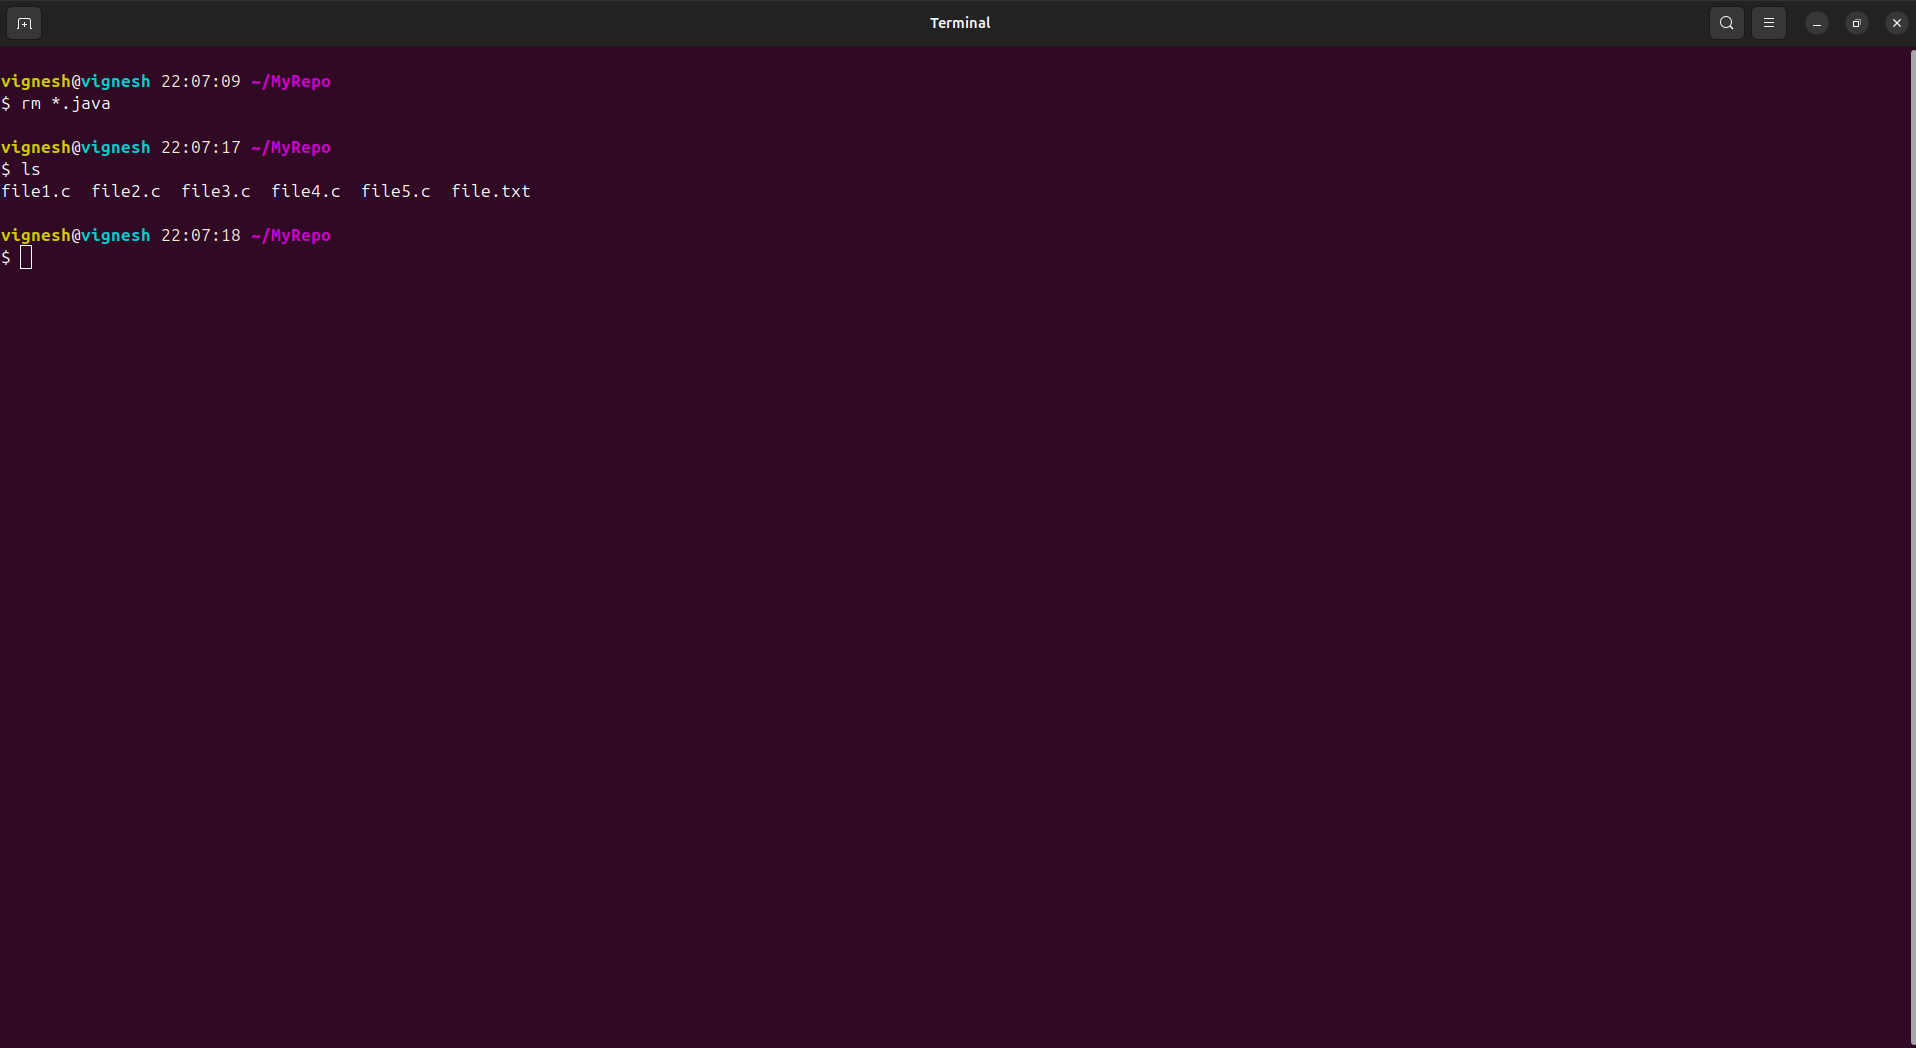 Terminal
vignesh@vignesh 22:07:09 ~/MyRepo
$ rm *.java
vignesh@vignesh 22:07:17 ~/MyRepo
$ ls
file1.c  file2.c  file3.c  file4.c  file5.c  file.txt
vignesh@vignesh 22:07:18 ~/MyRepo
$